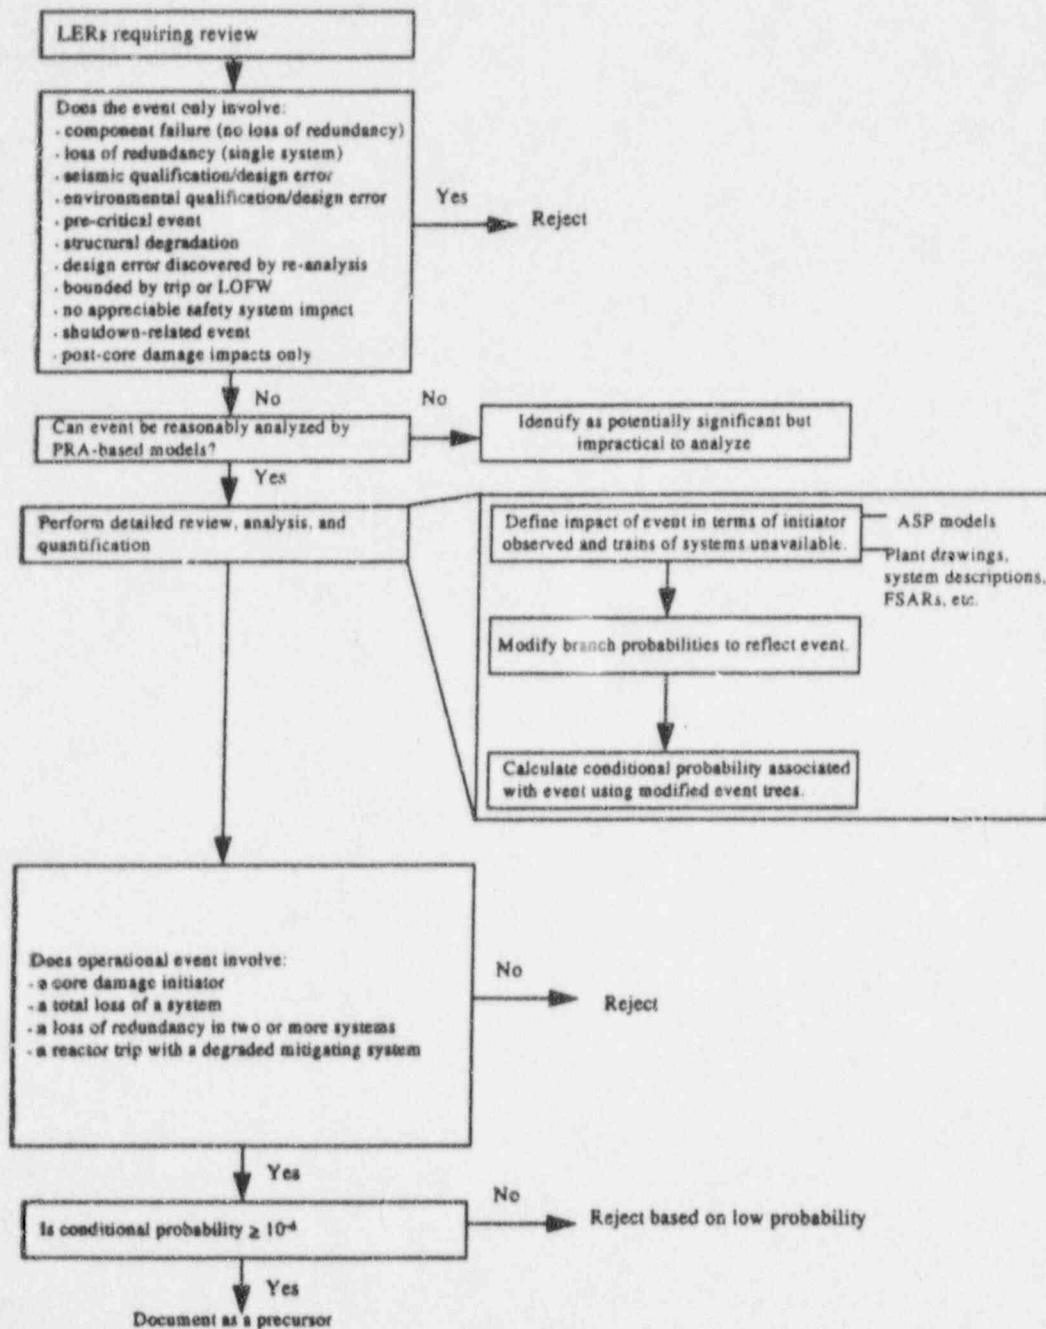 LERs requiring review
Does the event only involve:
· component failure (no loss of redundancy)
· loss of redundancy (single system)
· seismic qualification/design error
· environmental qualification/design error
· pre-critical event
· structural degradation
· design error discovered by re-analysis
· bounded by trip or LOFW
· no appreciable safety system impact
· shutdown-related event
· post-core damage impacts only
Yes
Reject
No
No
Can event be reasonably analyzed by
PRA-based models?
Identify as potentially significant but
impractical to analyze
Yes
Perform detailed review, analysis, and
quantification
Define impact of event in terms of initiator
observed and trains of systems unavailable.
ASP models
Plant drawings,
system descriptions,
FSARs, etc.
Modify branch probabilities to reflect event.
Calculate conditional probability associated
with event using modified event trees.
Does operational event involve:
- a core damage initiator
- a total loss of a system
- a loss of redundancy in two or more systems
- a reactor trip with a degraded mitigating system
No
Reject
Yes
No
Is conditional probability ≥
Reject based on low probability
Yes
Document as a precursor